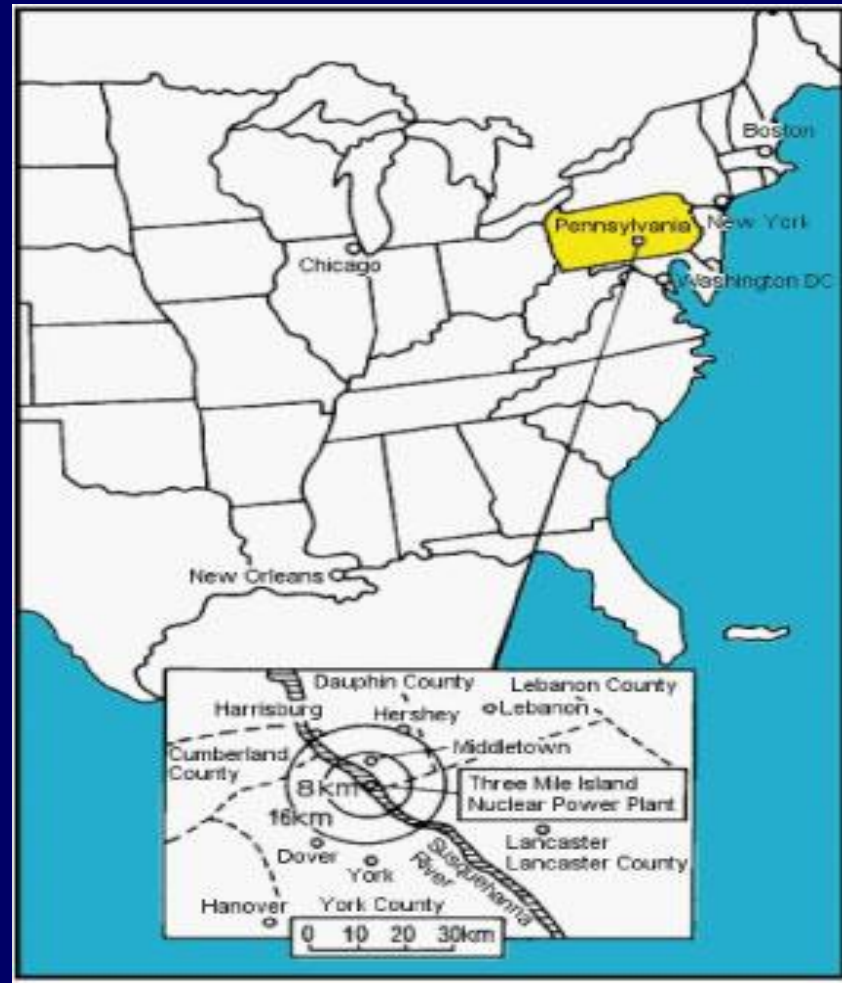 Boston
Pennsylvania
New York
Chicago
Washington DC
New Orleans
Dauphin County
Lebanon County
Harrisburg
Hershey
Lebanon
Cumberland
County
Middletown
8km
Three Mile Island
Nuclear Power Plant
16km
Dover
York
Susquehanna
River
Lancaster
Lancaster County
Hanover
York County
0 10 20 30km